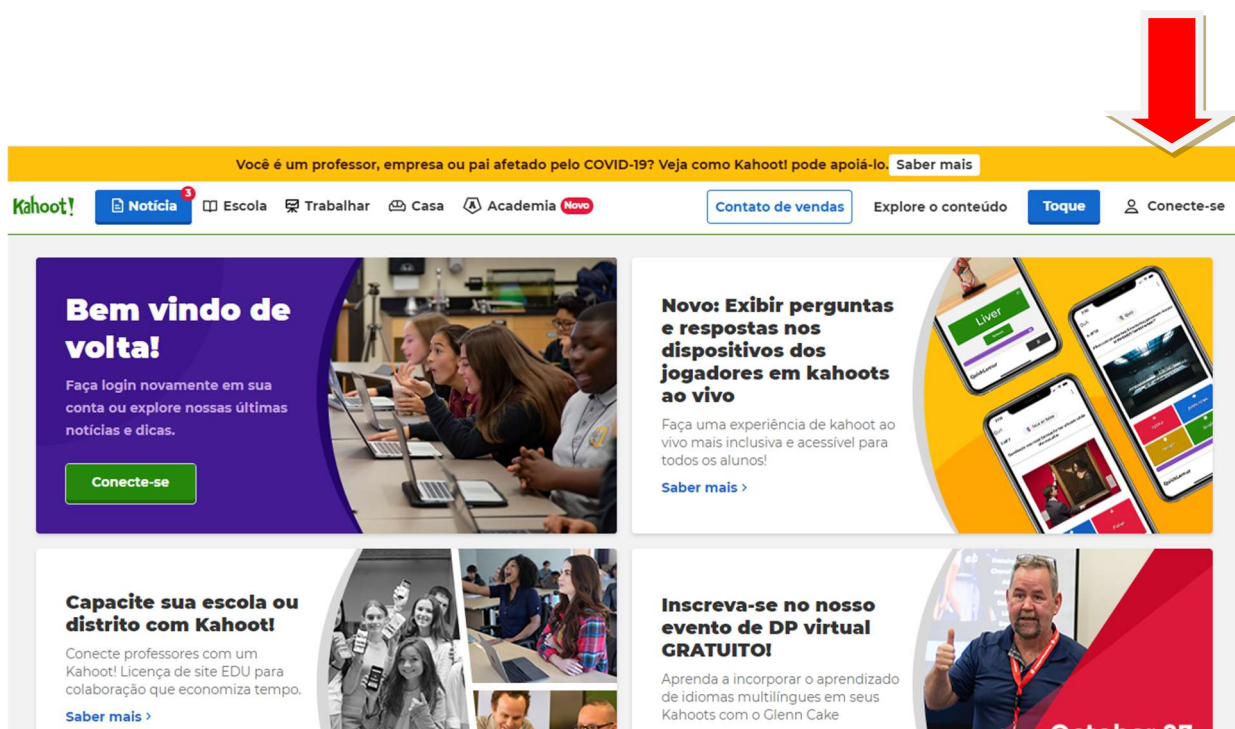 Você é um professor, empresa ou pai afetado pelo COVID-19? Veja como Kahoot! pode apoiá-lo. Saber mais
Kahoot! Notícia 3 Escola Trabalhar Casa Academia Novo Contato de vendas Explore o conteúdo Toque Conecte-se
Bem vindo de
volta!
Faça login novamente em sua
conta ou explore nossas últimas
notícias e dicas.
Conecte-se
Novo: Exibir perguntas
e respostas nos
dispositivos dos
jogadores em kahoots
ao vivo
Faça uma experiência de kahoot ao
vivo mais inclusiva e acessível para
todos os alunos!
Saber mais >
Liver
Capacite sua escola ou
distrito com Kahoot!
Conecte professores com um
Kahoot! Licença de site EDU para
colaboração que economiza tempo.
Saber mais >
Inscreva-se no nosso
evento de DP virtual
GRATUITO!
Aprenda a incorporar o aprendizado
de idiomas multilíngues em seus
Kahoots com o Glenn Cake
October 27